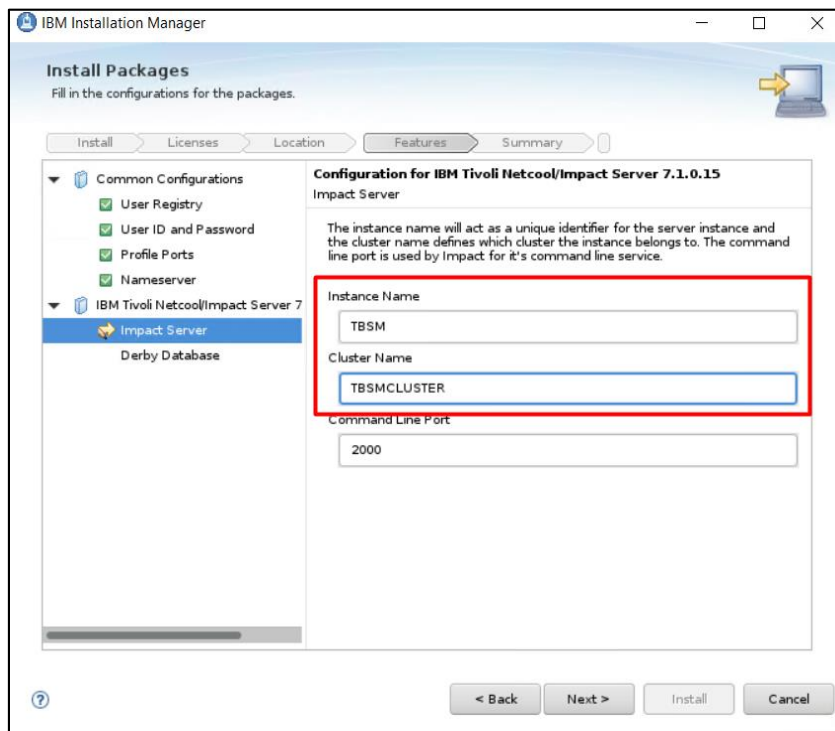 IBM Installation Manager
Install Packages
Fill in the configurations for the packages.
Install
Licenses
Location
Features
Summary
Common Configurations
User Registry
User ID and Password
Profile Ports
Nameserver
IBM Tivoli Netcool/Impact Server 7
Impact Server
Derby Database
Configuration for IBM Tivoli Netcool/Impact Server 7.1.0.15
Impact Server
The instance name will act as a unique identifier for the server instance and
the cluster name defines which cluster the instance belongs to. The command
line port is used by Impact for it's command line service.
Instance Name
TBSM
Cluster Name
TBSMCLUSTER
Command Line Port
2000
?
< Back
Next >
Install
Cancel